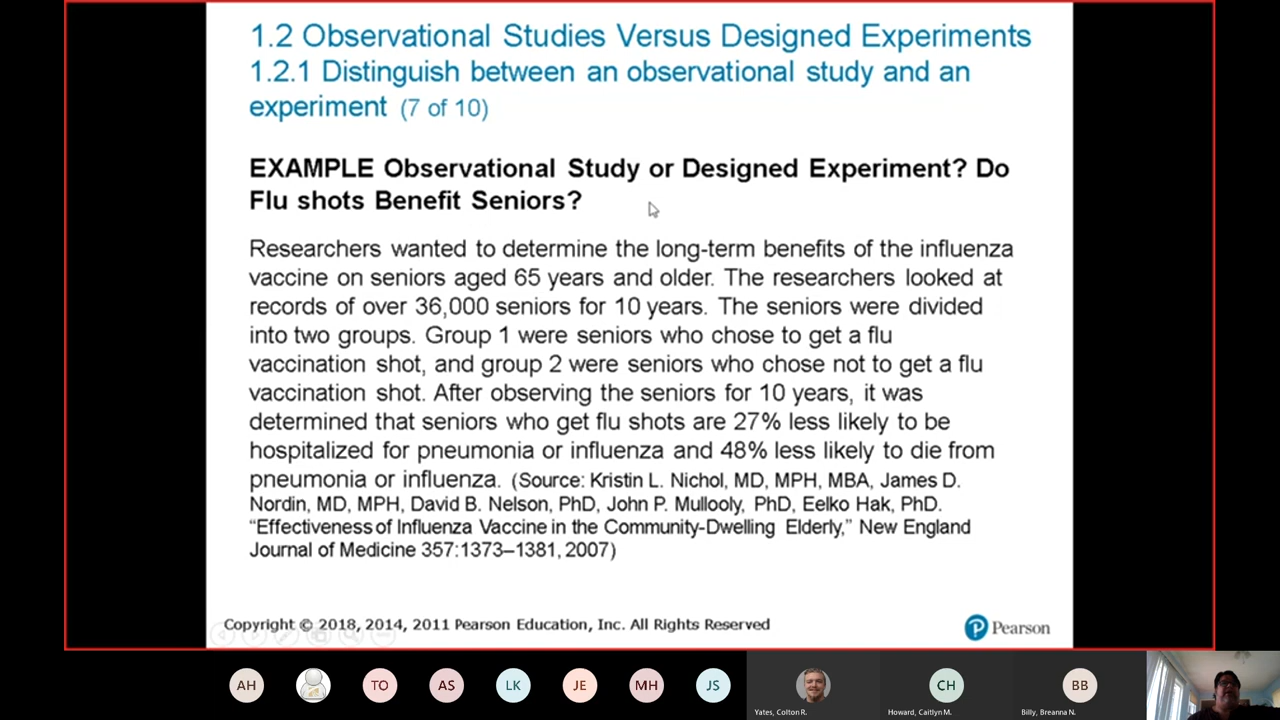 1.2 Observational Studies Versus Designed Experiments
1.2.1 Distinguish between an observational study and an
experiment (7 of 10)
EXAMPLE Observational Study or Designed Experiment? Do
Flu shots Benefit Seniors?
Researchers wanted to determine the long-term benefits of the influenza
vaccine on seniors aged 65 years and older. The researchers looked at
records of over 36,000 seniors for 10 years. The seniors were divided
into two groups. Group 1 were seniors who chose to get a flu
vaccination shot, and group 2 were seniors who chose not to get a flu
vaccination shot. After observing the seniors for 10 years, it was
determined that seniors who get flu shots are 27% less likely to be
hospitalized for pneumonia or influenza and 48% less likely to die from
pneumonia or influenza. (Source: Kristin L. Nichol, MD, MPH, MBA, James D.
Nordin, MD, MPH, David B. Nelson, PhD, John P. Mullooly, PhD, Eelko Hak, PhD.
“Effectiveness of Influenza Vaccine in the Community-Dwelling Elderly,” New England
Journal of Medicine 357:1373–1381, 2007)
Copyright © 2018, 2014, 2011 Pearson Education, Inc. All Rights Reserved
Pearson
AH
TO
AS
LK
JE
MH
JS
CH
BB
Yates, Colton R.
Howard, Caitlyn M.
Billy, Breanna N.